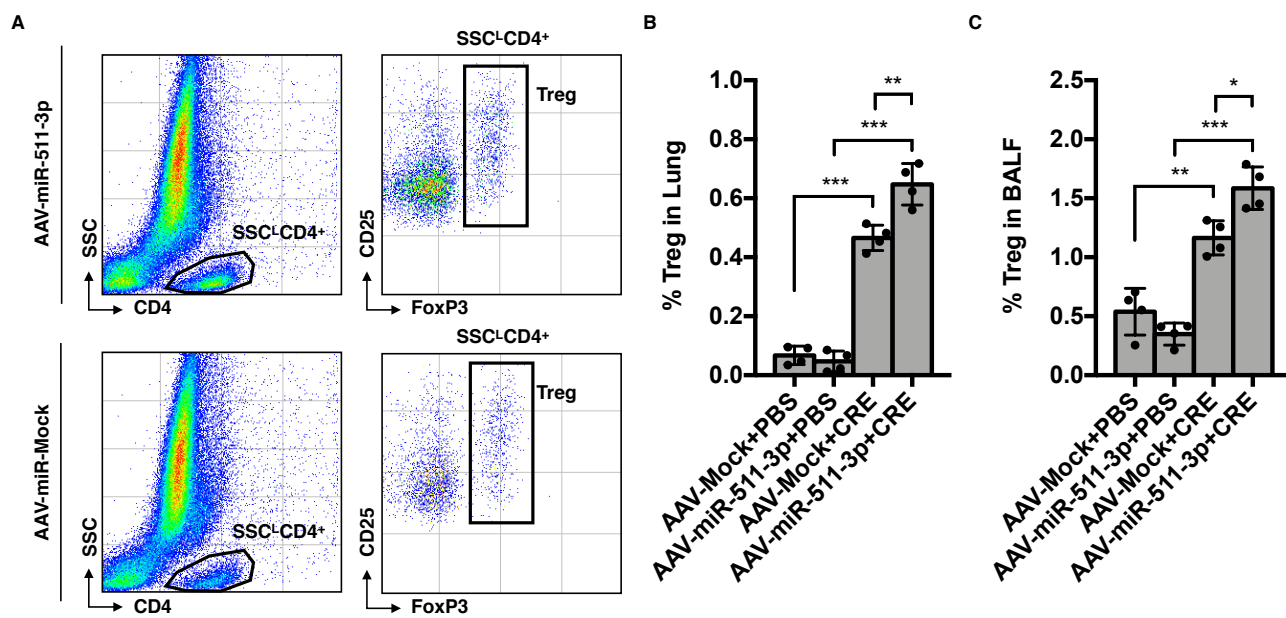 A
AAV-miR-511-3p
SSC
CD4
SSCᴸCD4⁺
SSCᴸCD4⁺
Treg
CD25
FoxP3
AAV-miR-Mock
SSC
CD4
SSCᴸCD4⁺
SSCᴸCD4⁺
Treg
CD25
FoxP3
B
% Treg in Lung
1.0
0.8
0.6
0.4
0.2
0.0
**
***
***
AAV-Mock+PBS
AAV-miR-511-3p+PBS
AAV-Mock+CRE
AAV-miR-511-3p+CRE
C
% Treg in BALF
2.5
2.0
1.5
1.0
0.5
0.0
*
***
**
AAV-Mock+PBS
AAV-miR-511-3p+PBS
AAV-Mock+CRE
AAV-miR-511-3p+CRE